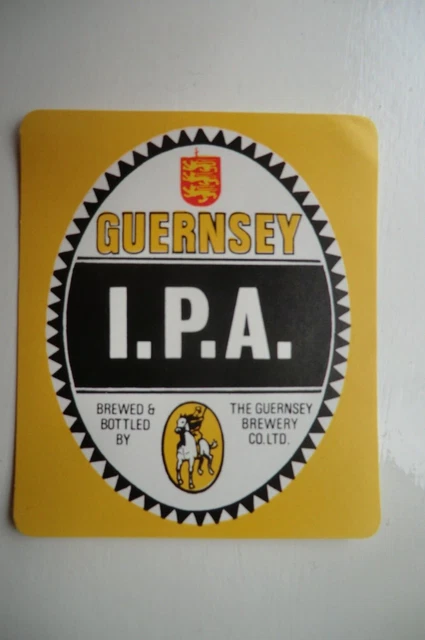 GUERNSEY
I.P.A.
BREWED &
BOTTLED
BY
THE GUERNSEY
BREWERY
CO. LTD.